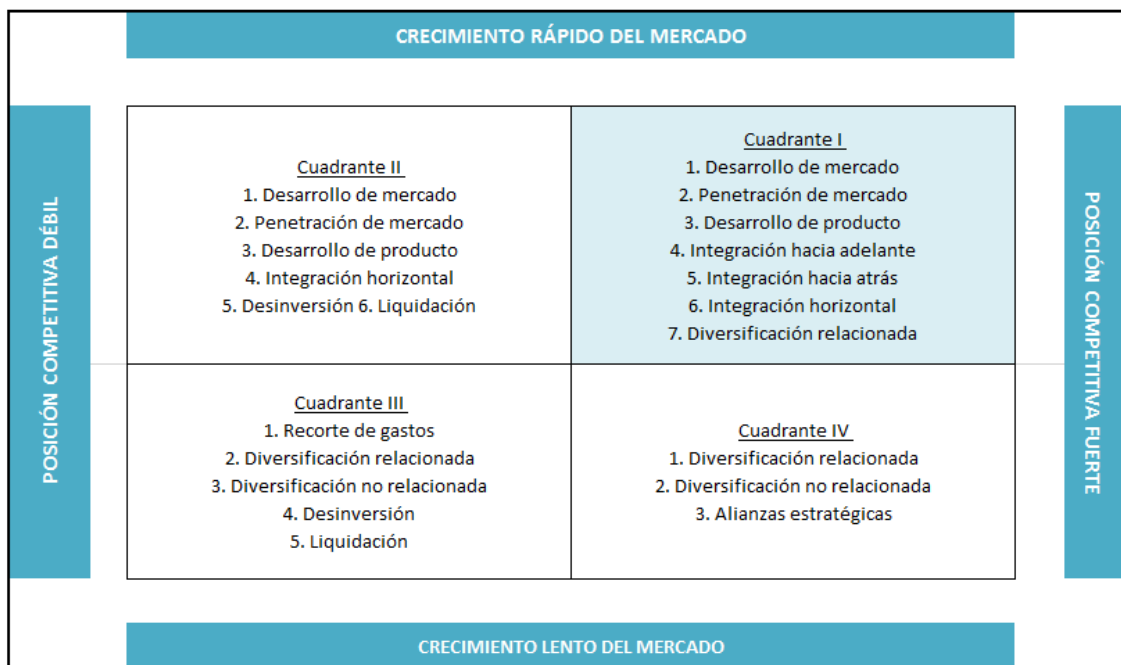 CRECIMIENTO RÁPIDO DEL MERCADO
POSICIÓN COMPETITIVA DÉBIL
Cuadrante II
1. Desarrollo de mercado
2. Penetración de mercado
3. Desarrollo de producto
4. Integración horizontal
5. Desinversión 6. Liquidación
Cuadrante I
1. Desarrollo de mercado
2. Penetración de mercado
3. Desarrollo de producto
4. Integración hacia adelante
5. Integración hacia atrás
6. Integración horizontal
7. Diversificación relacionada
POSICIÓN COMPETITIVA FUERTE
Cuadrante III
1. Recorte de gastos
2. Diversificación relacionada
3. Diversificación no relacionada
4. Desinversión
5. Liquidación
Cuadrante IV
1. Diversificación relacionada
2. Diversificación no relacionada
3. Alianzas estratégicas
CRECIMIENTO LENTO DEL MERCADO